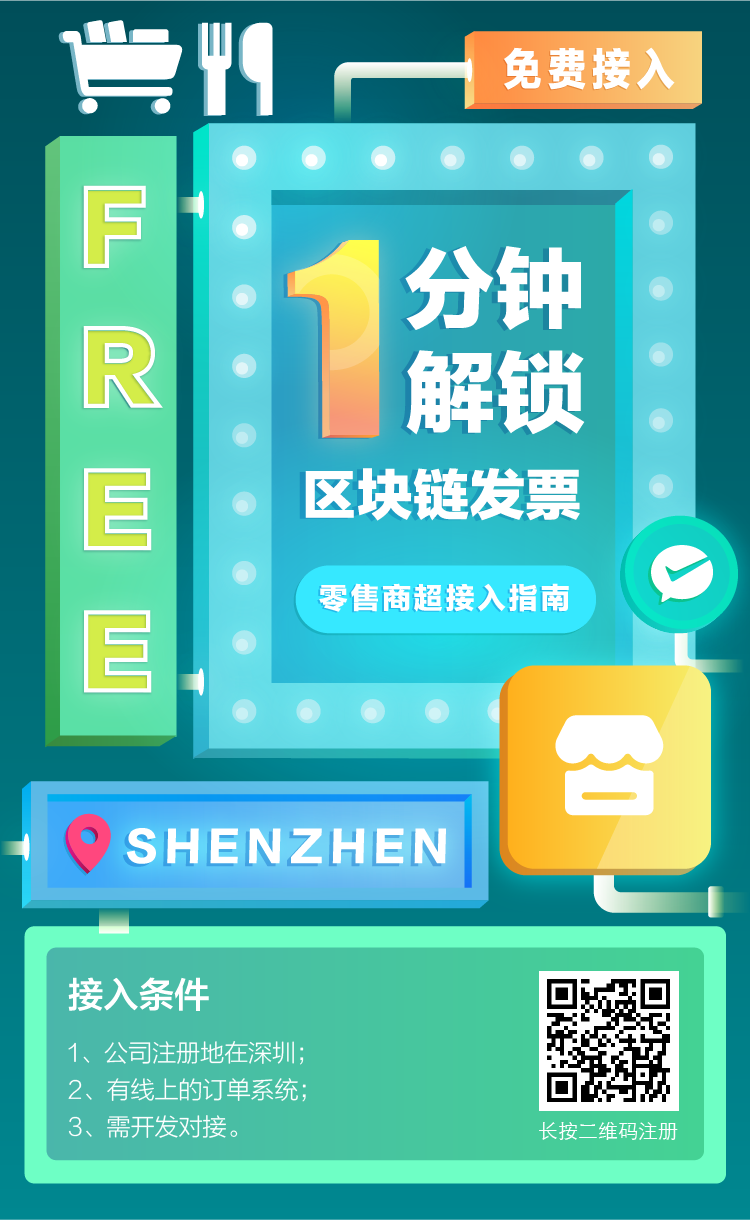 免费接入
FREE
1分钟
解锁
区块链发票
零售商超接入指南
SHENZHEN
接入条件
1、公司注册地在深圳；
2、有线上的订单系统；
3、需开发对接。
长按二维码注册